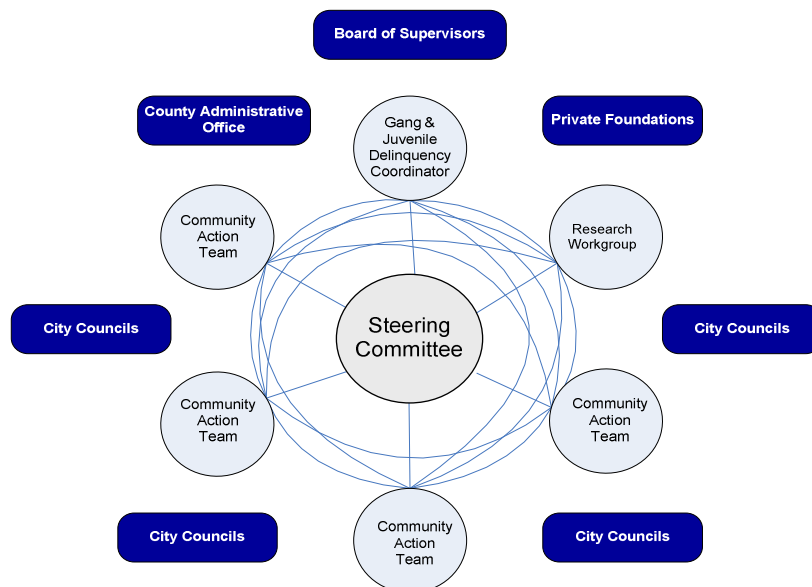 Board of Supervisors
County Administrative
Office
Gang &
Juvenile
Delinquency
Coordinator
Private Foundations
Community
Action
Team
Research
Workgroup
City Councils
Steering
Committee
City Councils
Community
Action
Team
Community
Action
Team
City Councils
Community
Action
Team
City Councils